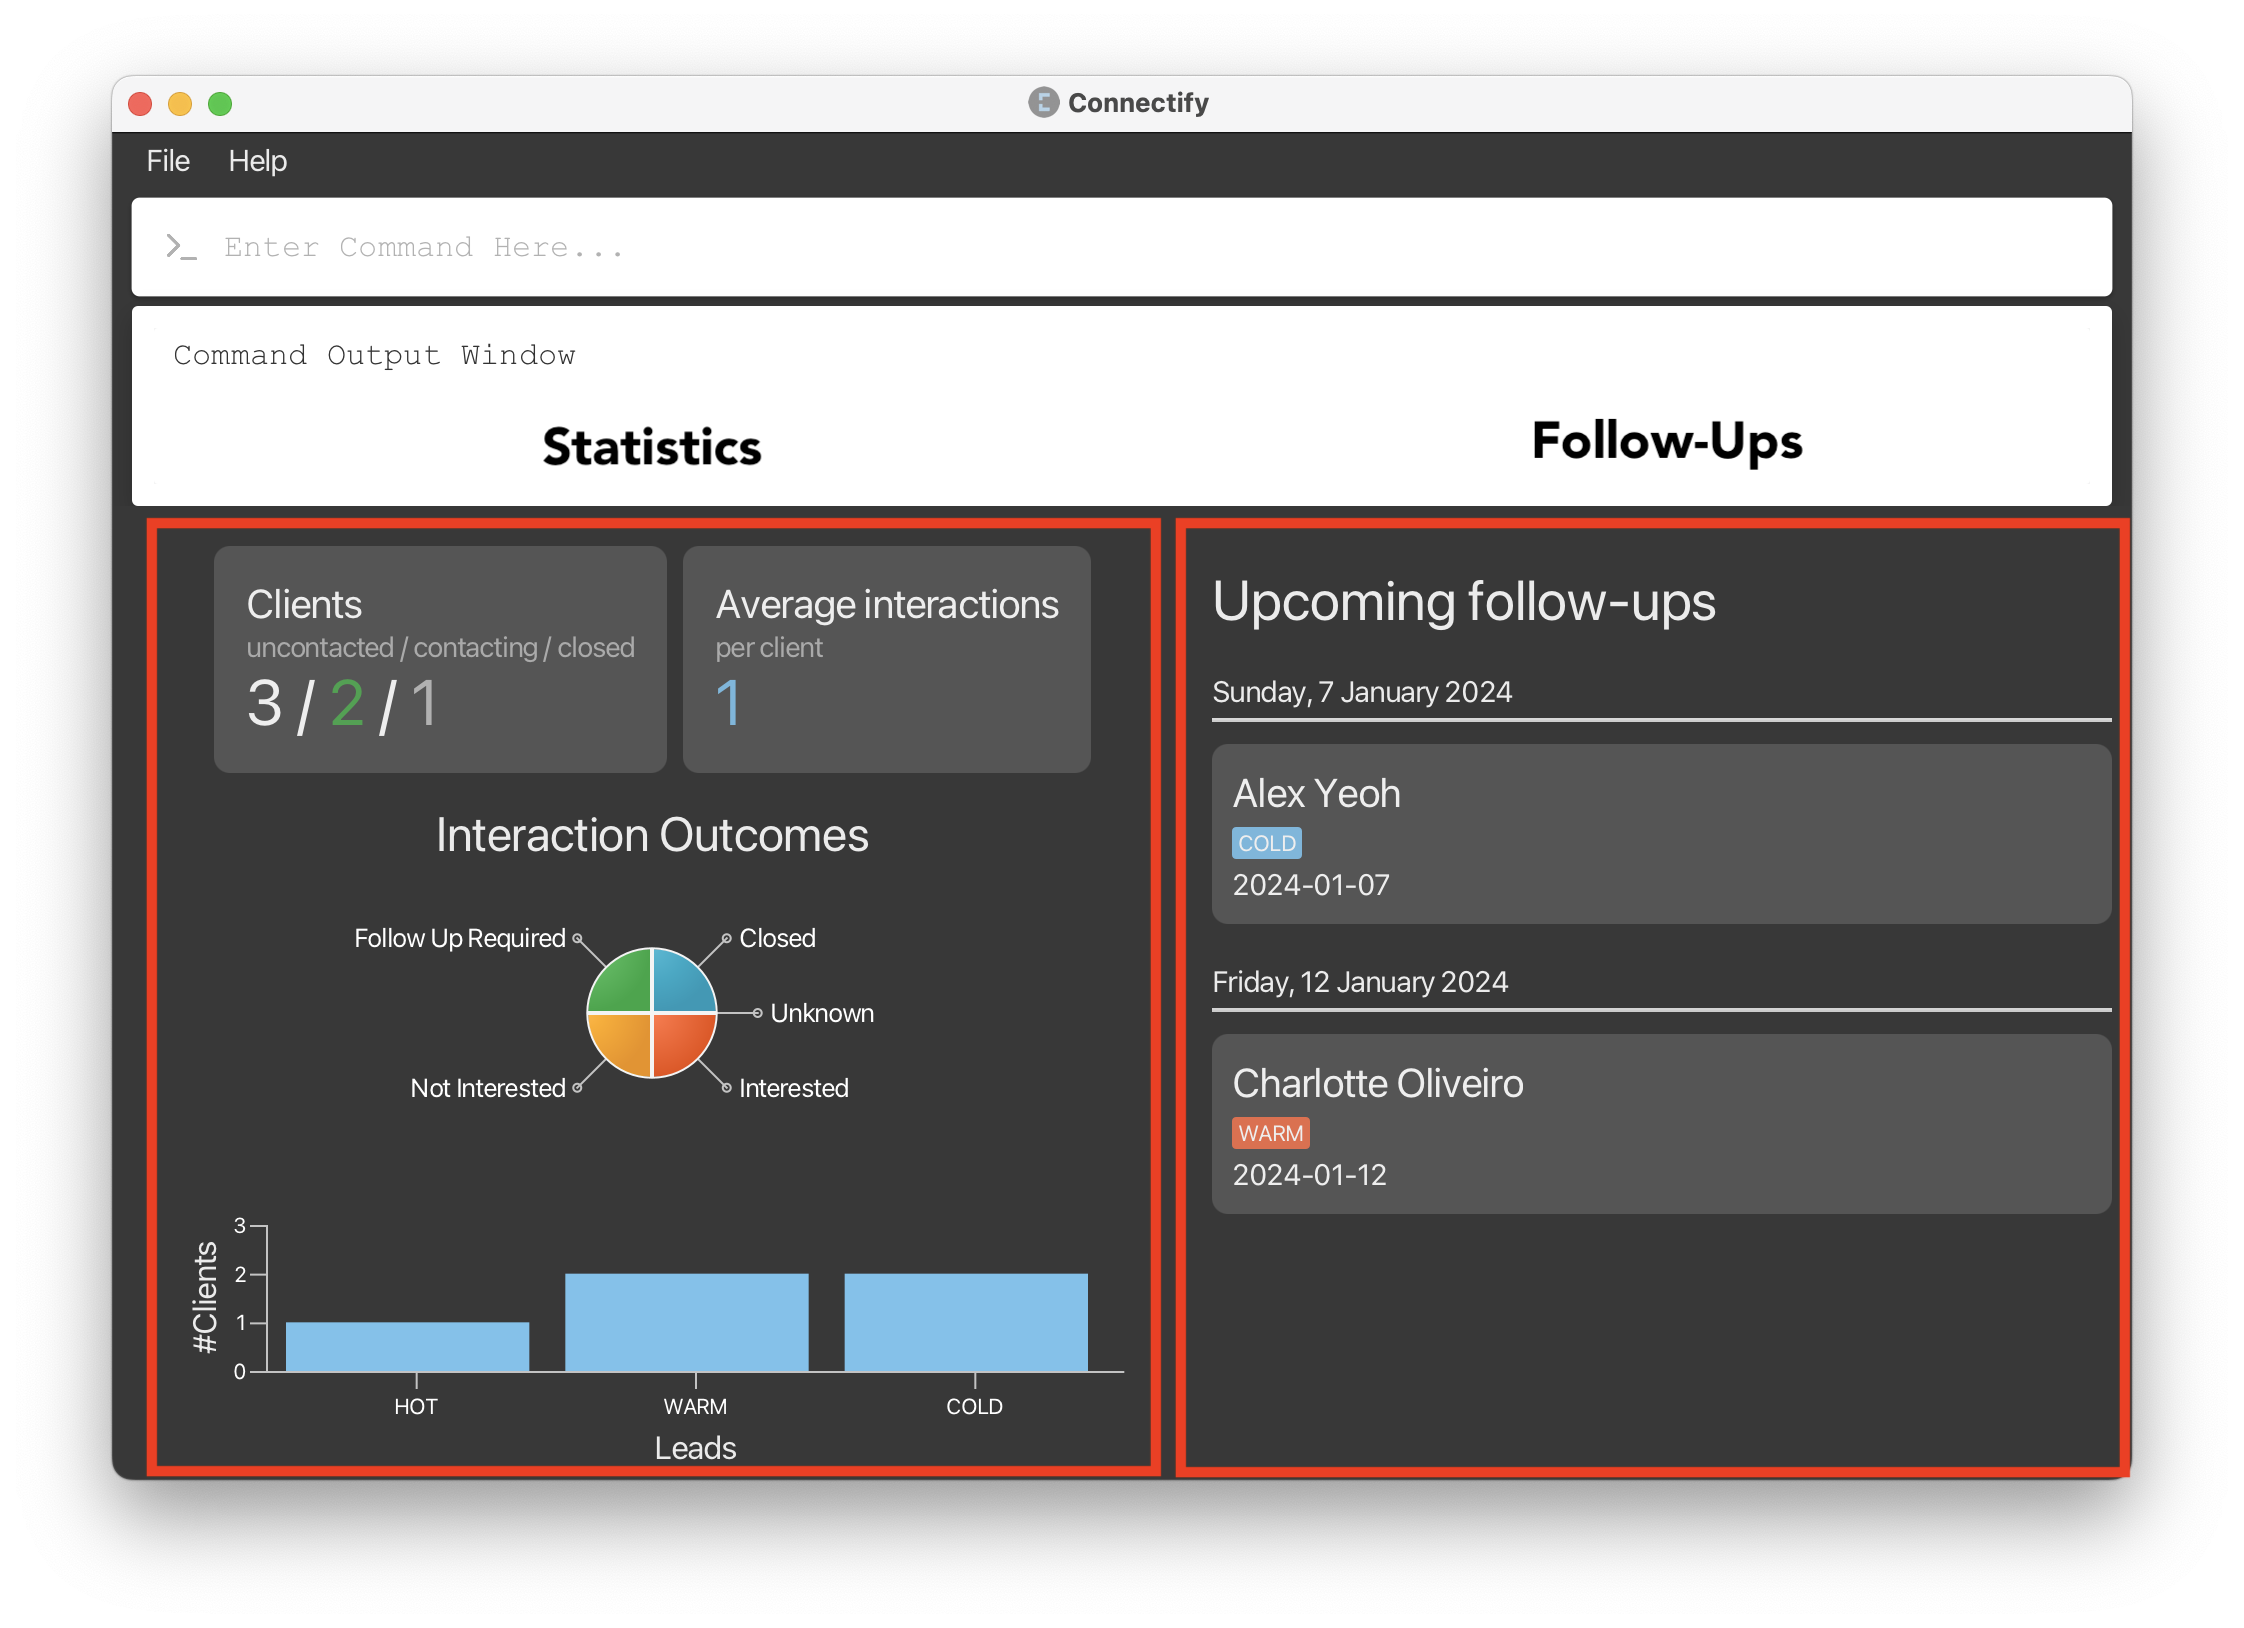 Connectify
File Help
>_ Enter Command Here...
Command Output Window
Statistics
Follow-Ups
Clients
uncontacted / contacting / closed
3 / 2 / 1
Average interactions
per client
1
Interaction Outcomes
Follow Up Required
Closed
Unknown
Not Interested
Interested
#Clients
3
2
1
0
HOT WARM COLD
Leads
Upcoming follow-ups
Sunday, 7 January 2024
Alex Yeoh
COLD
2024-01-07
Friday, 12 January 2024
Charlotte Oliveiro
WARM
2024-01-12